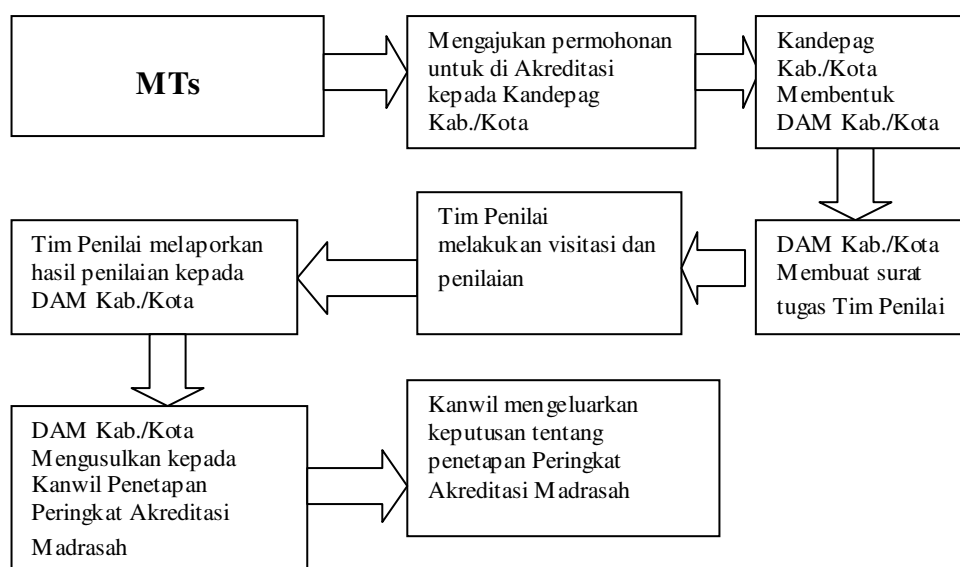 MTs
Mengajukan permohonan
untuk di Akreditasi
kepada Kandepag
Kab./Kota
Kandepag
Kab./Kota
Membentuk
DAM Kab./Kota
DAM Kab./Kota
Membuat surat
tugas Tim Penilai
Tim Penilai
melakukan visitasi dan
penilaian
Tim Penilai melaporkan
hasil penilaian kepada
DAM Kab./Kota
DAM Kab./Kota
Mengusulkan kepada
Kanwil Penetapan
Peringkat Akreditasi
Madrasah
Kanwil mengeluarkan
keputusan tentang
penetapan Peringkat
Akreditasi Madrasah